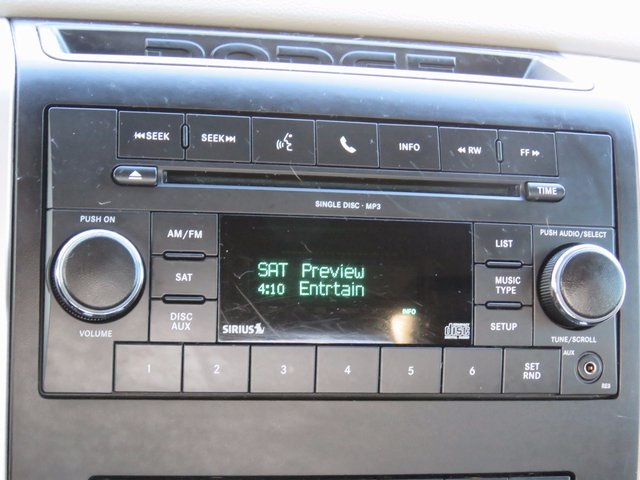 DODGE
⏮SEEK SEEK⏭ INFO ◂◂ RW FF ▸▸
TIME
SINGLE DISC · MP3
PUSH ON AM/FM LIST PUSH AUDIO/SELECT
SAT Preview
SAT MUSIC TYPE
4:10 Entrtain
DISC AUX INFO SETUP
VOLUME SIRIUS TUNE/SCROLL
1 2 3 4 5 6 SET RND AUX